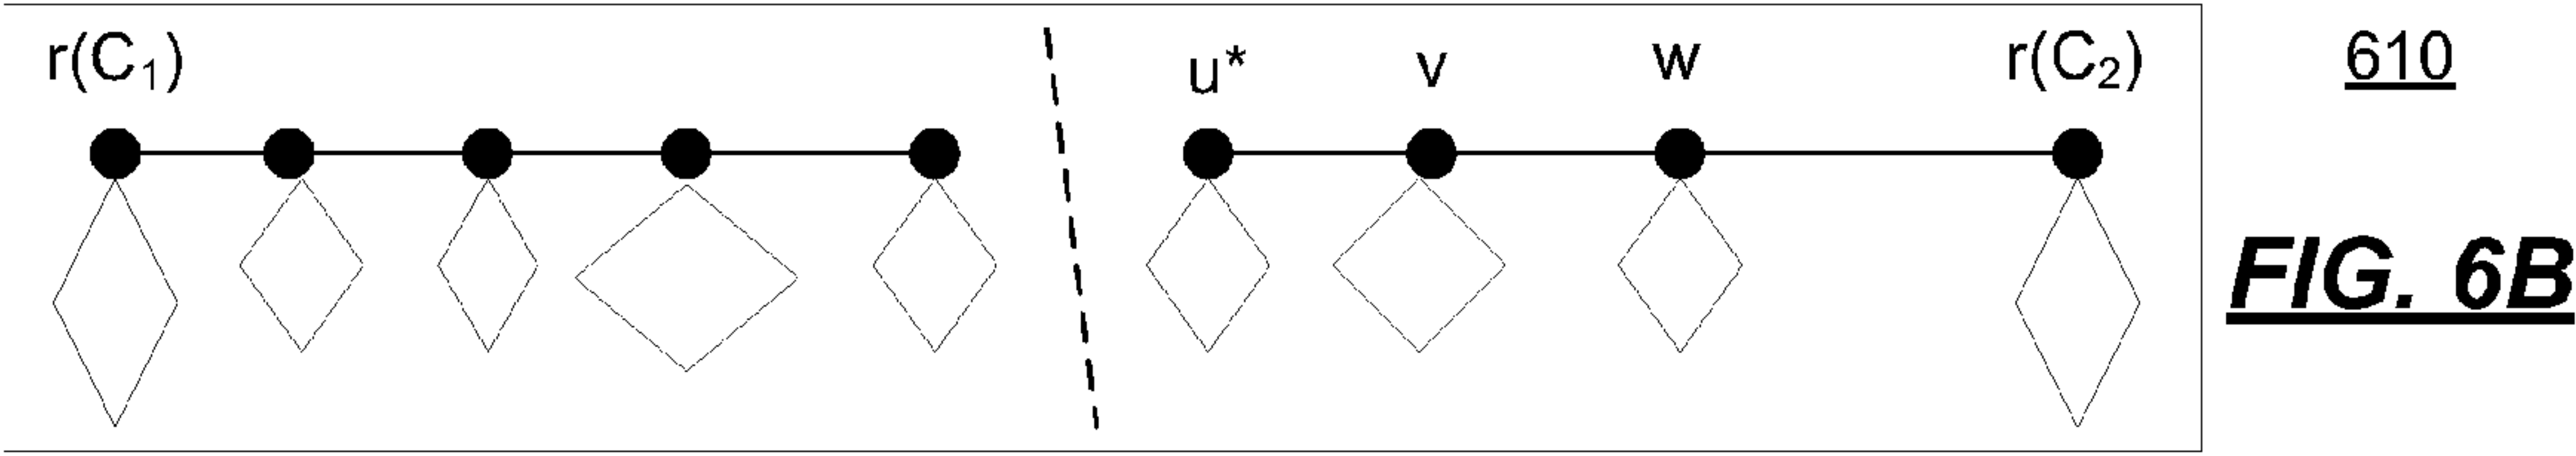 r(C₁) u* v w r(C₂) 610
FIG. 6B